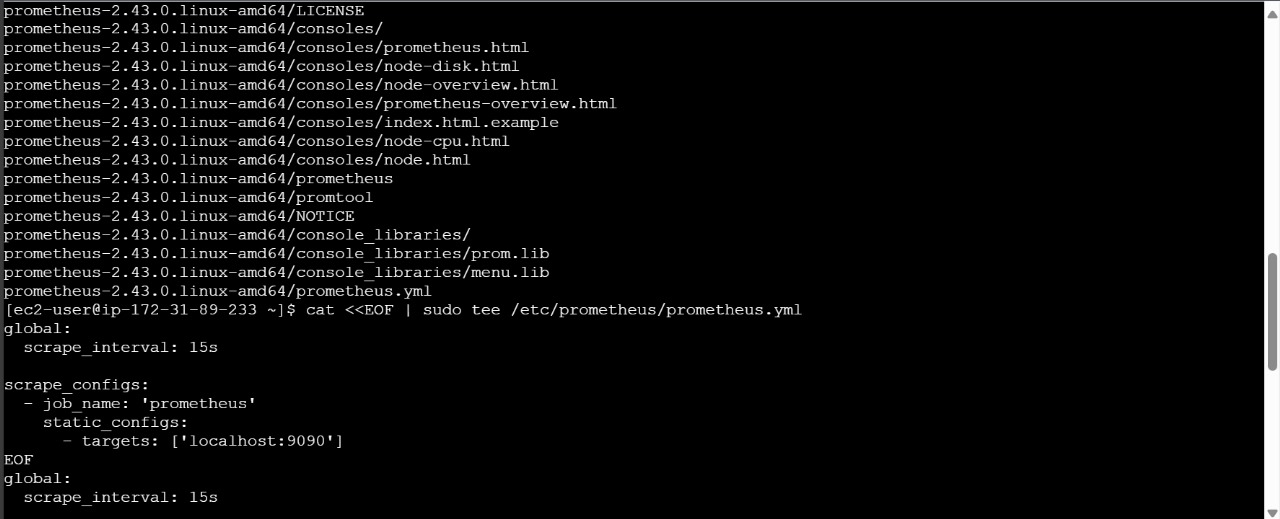 prometheus-2.43.0.linux-amd64/LICENSE
prometheus-2.43.0.linux-amd64/consoles/
prometheus-2.43.0.linux-amd64/consoles/prometheus.html
prometheus-2.43.0.linux-amd64/consoles/node-disk.html
prometheus-2.43.0.linux-amd64/consoles/node-overview.html
prometheus-2.43.0.linux-amd64/consoles/prometheus-overview.html
prometheus-2.43.0.linux-amd64/consoles/index.html.example
prometheus-2.43.0.linux-amd64/consoles/node-cpu.html
prometheus-2.43.0.linux-amd64/consoles/node.html
prometheus-2.43.0.linux-amd64/prometheus
prometheus-2.43.0.linux-amd64/promtool
prometheus-2.43.0.linux-amd64/NOTICE
prometheus-2.43.0.linux-amd64/console_libraries/
prometheus-2.43.0.linux-amd64/console_libraries/prom.lib
prometheus-2.43.0.linux-amd64/console_libraries/menu.lib
prometheus-2.43.0.linux-amd64/prometheus.yml
[ec2-user@ip-172-31-89-233 ~]$ cat <<EOF | sudo tee /etc/prometheus/prometheus.yml
global:
  scrape_interval: 15s

scrape_configs:
  - job_name: 'prometheus'
    static_configs:
      - targets: ['localhost:9090']
EOF
global:
  scrape_interval: 15s